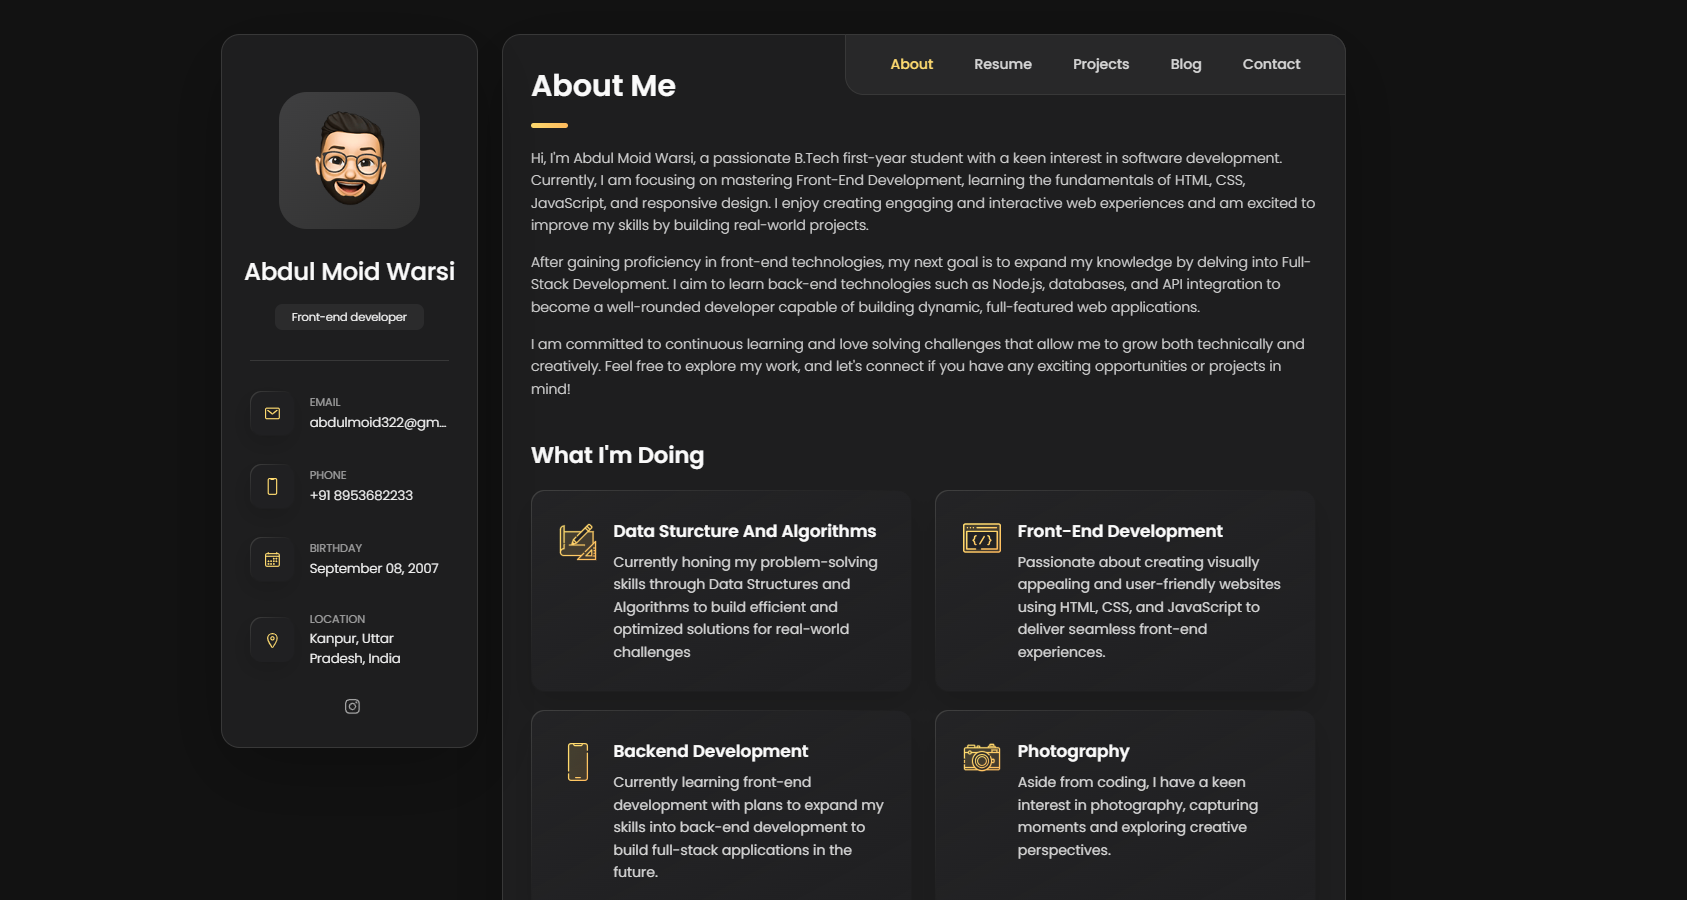 Abdul Moid Warsi
Front-end developer
EMAIL
abdulmoid322@gm...
PHONE
+91 8953682233
BIRTHDAY
September 08, 2007
LOCATION
Kanpur, Uttar
Pradesh, India
About Resume Projects Blog Contact
About Me
Hi, I'm Abdul Moid Warsi, a passionate B.Tech first-year student with a keen interest in software development.
Currently, I am focusing on mastering Front-End Development, learning the fundamentals of HTML, CSS,
JavaScript, and responsive design. I enjoy creating engaging and interactive web experiences and am excited to
improve my skills by building real-world projects.
After gaining proficiency in front-end technologies, my next goal is to expand my knowledge by delving into Full-
Stack Development. I aim to learn back-end technologies such as Node.js, databases, and API integration to
become a well-rounded developer capable of building dynamic, full-featured web applications.
I am committed to continuous learning and love solving challenges that allow me to grow both technically and
creatively. Feel free to explore my work, and let's connect if you have any exciting opportunities or projects in
mind!
What I'm Doing
Data Sturcture And Algorithms
Currently honing my problem-solving
skills through Data Structures and
Algorithms to build efficient and
optimized solutions for real-world
challenges
Front-End Development
Passionate about creating visually
appealing and user-friendly websites
using HTML, CSS, and JavaScript to
deliver seamless front-end
experiences.
Backend Development
Currently learning front-end
development with plans to expand my
skills into back-end development to
build full-stack applications in the
future.
Photography
Aside from coding, I have a keen
interest in photography, capturing
moments and exploring creative
perspectives.